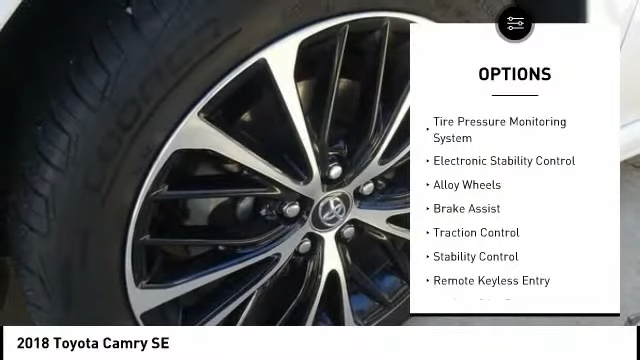 OPTIONS
Tire Pressure Monitoring
System
Electronic Stability Control
Alloy Wheels
Brake Assist
Traction Control
Stability Control
Remote Keyless Entry
2018 Toyota Camry SE